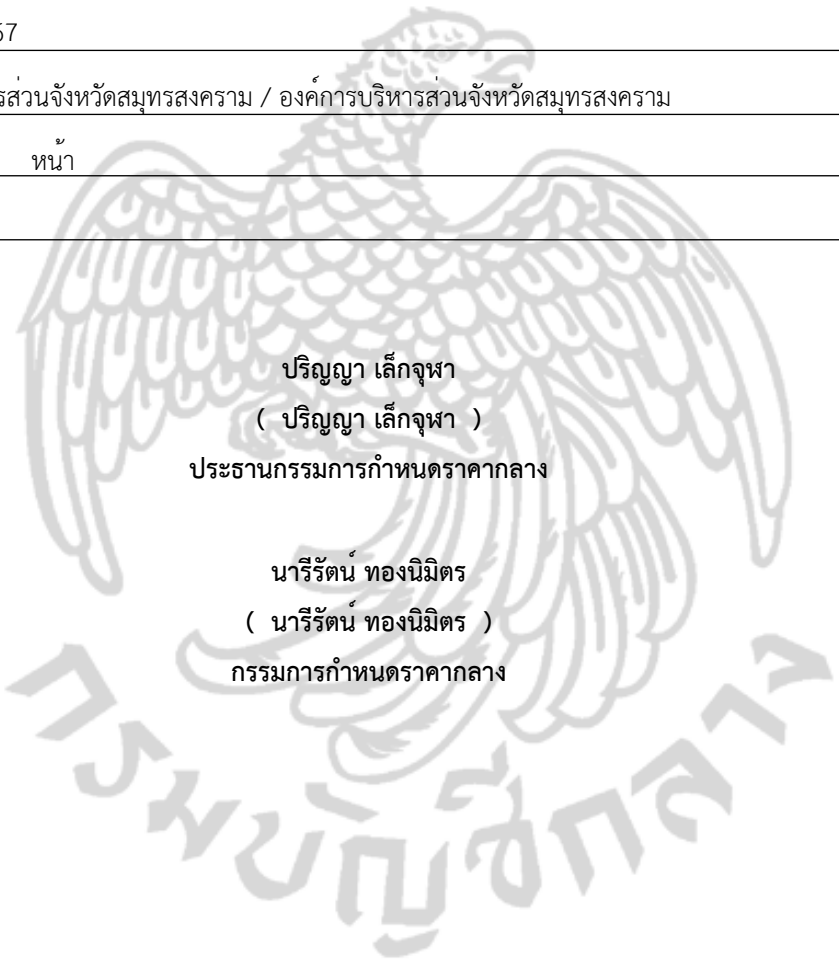 67
รส่วนจังหวัดสมุทรสงคราม / องค์การบริหารส่วนจังหวัดสมุทรสงคราม
หน้า
ปริญญา เล็กจุฬา
( ปริญญา เล็กจุฬา )
ประธานกรรมการกำหนดราคากลาง
นารีรัตน์ ทองนิมิตร
( นารีรัตน์ ทองนิมิตร )
กรรมการกำหนดราคากลาง
กรมบัญชีกลาง